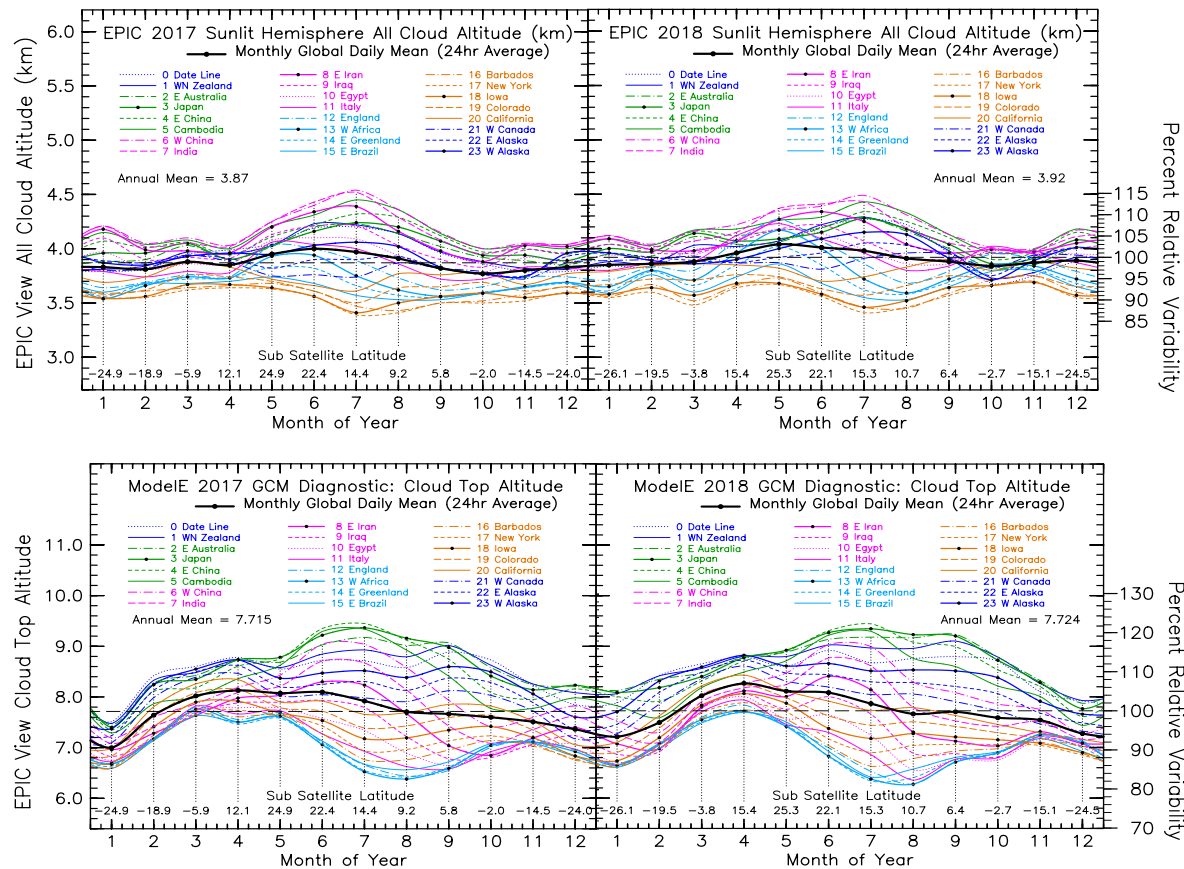 EPIC 2017 Sunlit Hemisphere All Cloud Altitude (km)
Monthly Global Daily Mean (24hr Average)
0 Date Line
1 WN Zealand
2 E Australia
3 Japan
4 E China
5 Cambodia
6 W China
7 India
8 E Iran
9 Iraq
10 Egypt
11 Italy
12 England
13 W Africa
14 E Greenland
15 E Brazil
16 Barbados
17 New York
18 Iowa
19 Colorado
20 California
21 W Canada
22 E Alaska
23 W Alaska
Annual Mean = 3.87
EPIC View All Cloud Altitude (km)
6.0
5.5
5.0
4.5
4.0
3.5
3.0
Sub Satellite Latitude
−24.9 −18.9 −5.9 12.1 24.9 22.4 14.4 9.2 5.8 −2.0 −14.5 −24.0
1 2 3 4 5 6 7 8 9 10 11 12
Month of Year
EPIC 2018 Sunlit Hemisphere All Cloud Altitude (km)
Monthly Global Daily Mean (24hr Average)
0 Date Line
1 WN Zealand
2 E Australia
3 Japan
4 E China
5 Cambodia
6 W China
7 India
8 E Iran
9 Iraq
10 Egypt
11 Italy
12 England
13 W Africa
14 E Greenland
15 E Brazil
16 Barbados
17 New York
18 Iowa
19 Colorado
20 California
21 W Canada
22 E Alaska
23 W Alaska
Annual Mean = 3.92
115
110
105
100
95
90
85
Percent Relative Variability
Sub Satellite Latitude
−26.1 −19.5 −3.8 15.4 25.3 22.1 15.3 10.7 6.4 −2.7 −15.1 −24.5
1 2 3 4 5 6 7 8 9 10 11 12
Month of Year
ModelE 2017 GCM Diagnostic: Cloud Top Altitude
Monthly Global Daily Mean (24hr Average)
0 Date Line
1 WN Zealand
2 E Australia
3 Japan
4 E China
5 Cambodia
6 W China
7 India
8 E Iran
9 Iraq
10 Egypt
11 Italy
12 England
13 W Africa
14 E Greenland
15 E Brazil
16 Barbados
17 New York
18 Iowa
19 Colorado
20 California
21 W Canada
22 E Alaska
23 W Alaska
Annual Mean = 7.715
EPIC View Cloud Top Altitude
11.0
10.0
9.0
8.0
7.0
6.0
Sub Satellite Latitude
−24.9 −18.9 −5.9 12.1 24.9 22.4 14.4 9.2 5.8 −2.0 −14.5 −24.0
1 2 3 4 5 6 7 8 9 10 11 12
Month of Year
ModelE 2018 GCM Diagnostic: Cloud Top Altitude
Monthly Global Daily Mean (24hr Average)
0 Date Line
1 WN Zealand
2 E Australia
3 Japan
4 E China
5 Cambodia
6 W China
7 India
8 E Iran
9 Iraq
10 Egypt
11 Italy
12 England
13 W Africa
14 E Greenland
15 E Brazil
16 Barbados
17 New York
18 Iowa
19 Colorado
20 California
21 W Canada
22 E Alaska
23 W Alaska
Annual Mean = 7.724
130
120
110
100
90
80
70
Percent Relative Variability
Sub Satellite Latitude
−26.1 −19.5 −3.8 15.4 25.3 22.1 15.3 10.7 6.4 −2.7 −15.1 −24.5
1 2 3 4 5 6 7 8 9 10 11 12
Month of Year